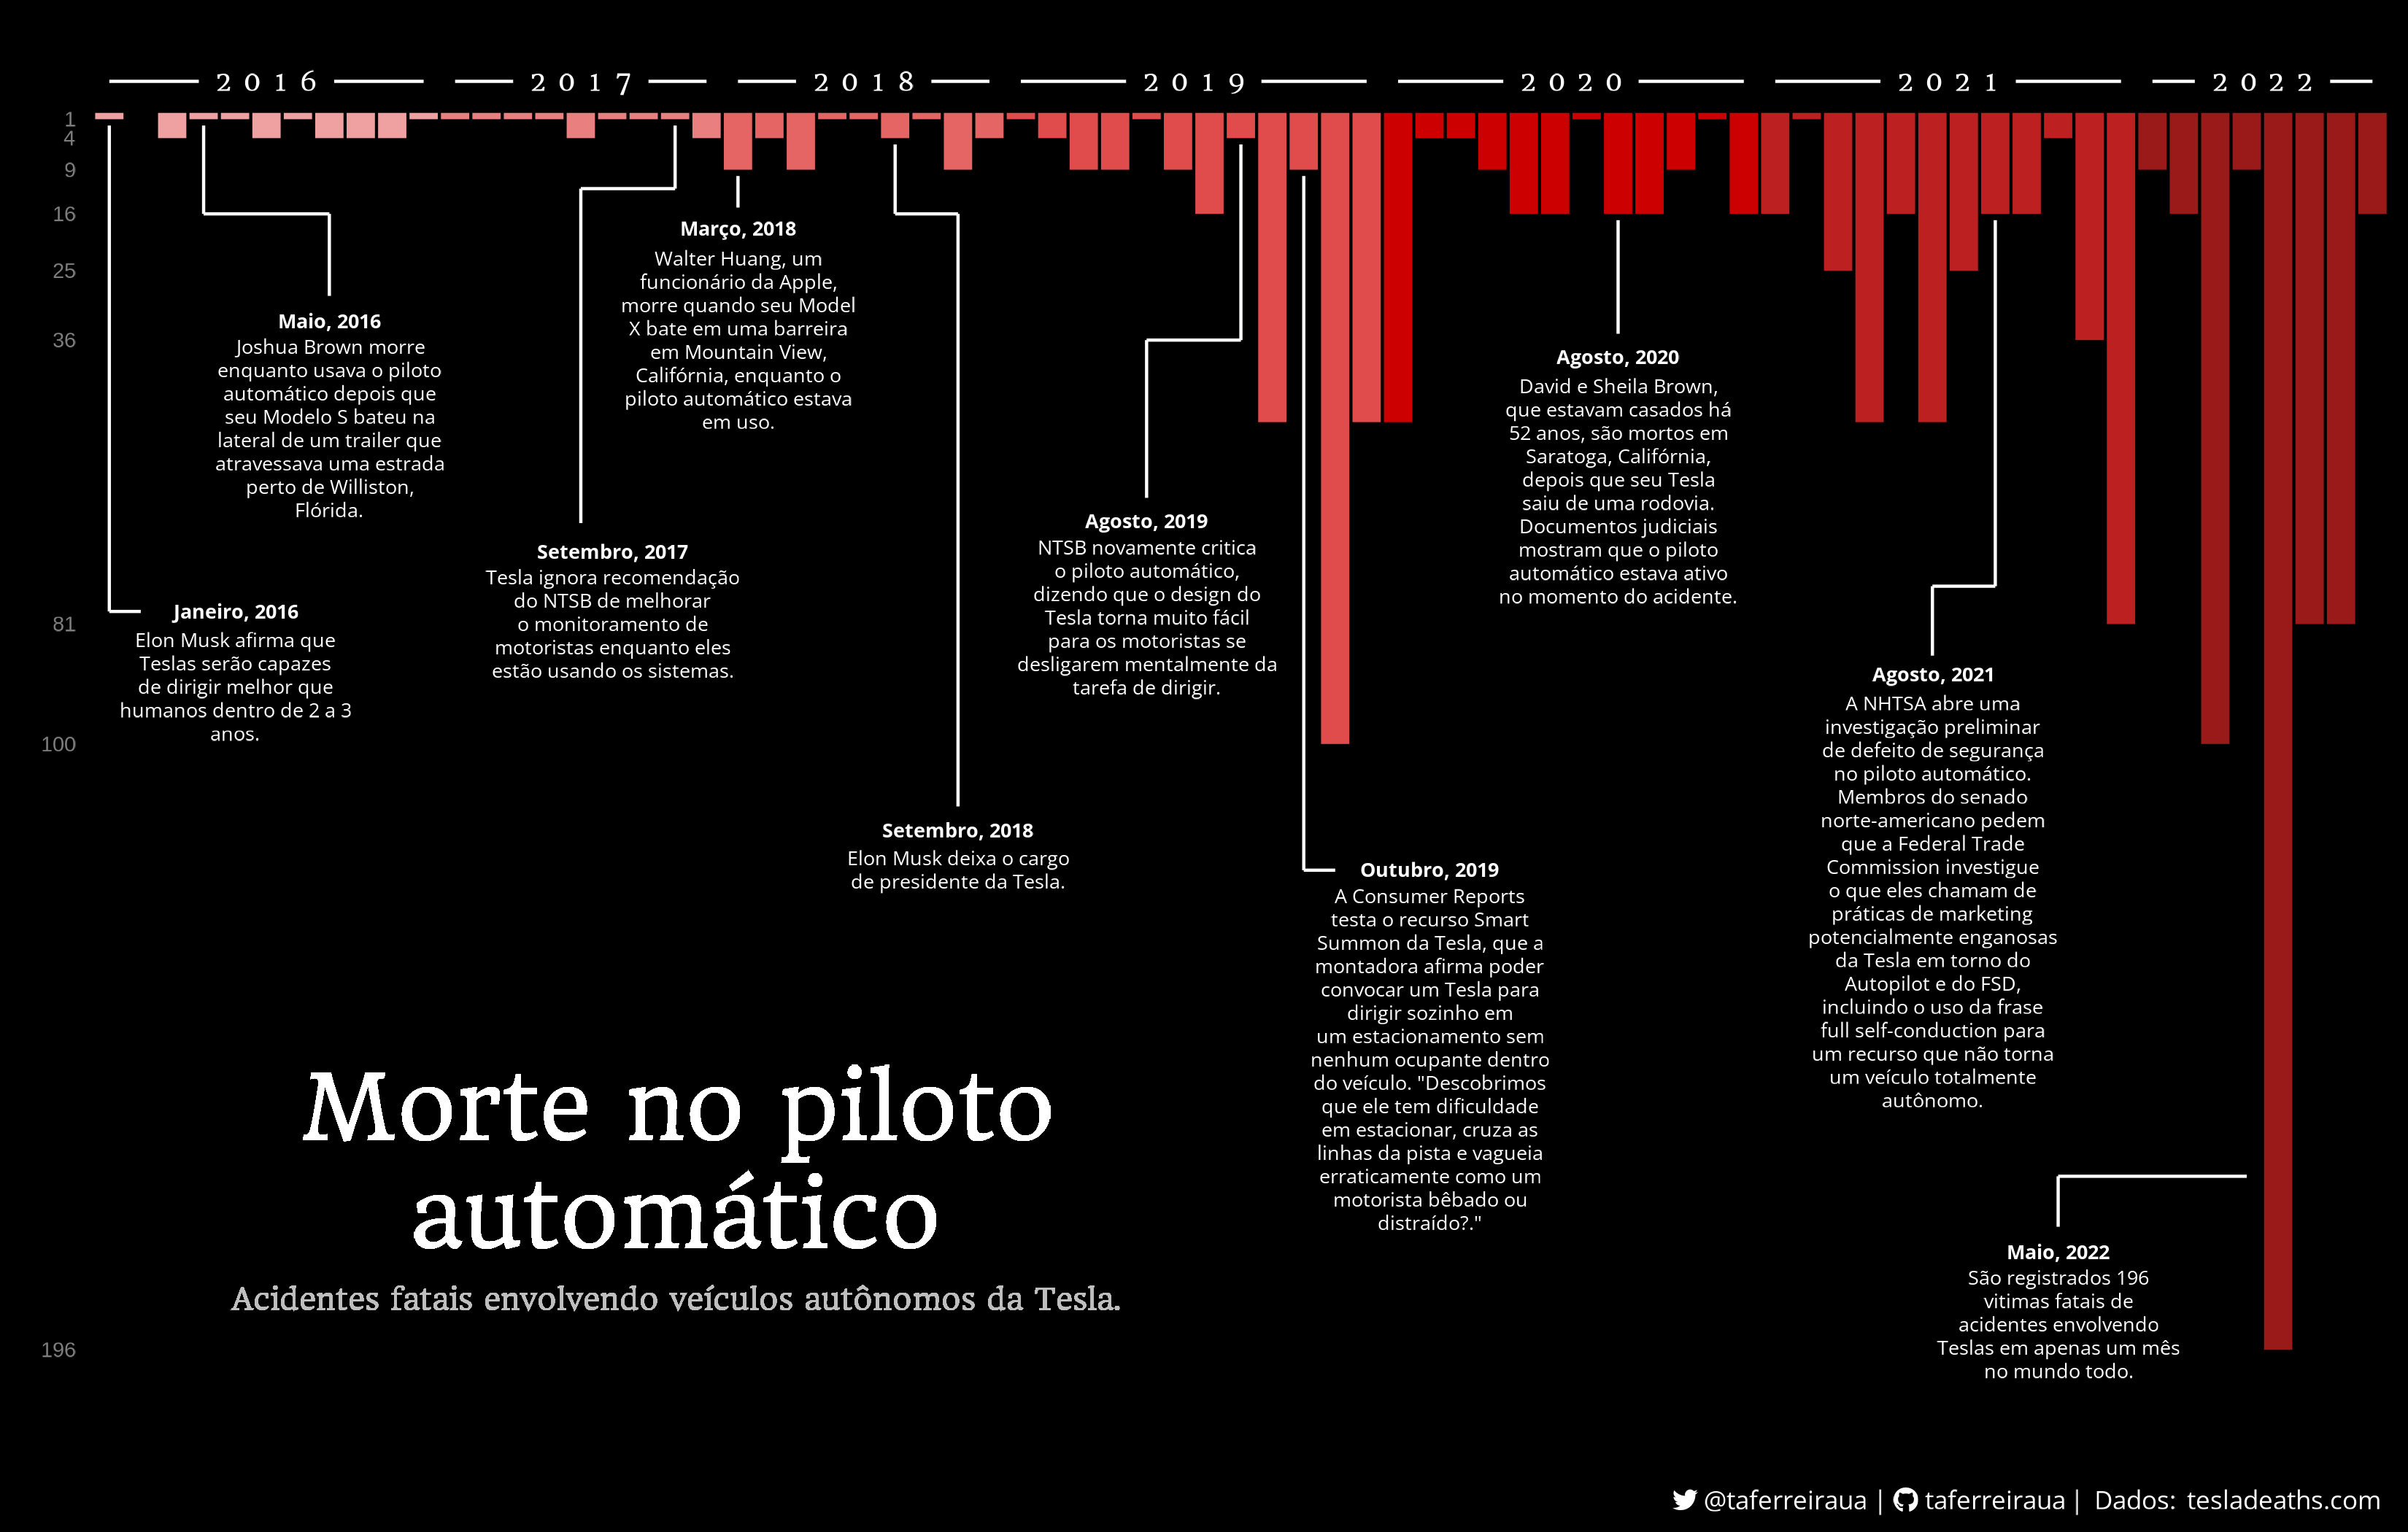 2016 2017 2018 2019 2020 2021 2022
1
4
9
16
25
36
81
100
196
Janeiro, 2016
Elon Musk afirma que
Teslas serão capazes
de dirigir melhor que
humanos dentro de 2 a 3
anos.
Maio, 2016
Joshua Brown morre
enquanto usava o piloto
automático depois que
seu Modelo S bateu na
lateral de um trailer que
atravessava uma estrada
perto de Williston,
Flórida.
Setembro, 2017
Tesla ignora recomendação
do NTSB de melhorar
o monitoramento de
motoristas enquanto eles
estão usando os sistemas.
Março, 2018
Walter Huang, um
funcionário da Apple,
morre quando seu Model
X bate em uma barreira
em Mountain View,
Califórnia, enquanto o
piloto automático estava
em uso.
Setembro, 2018
Elon Musk deixa o cargo
de presidente da Tesla.
Agosto, 2019
NTSB novamente critica
o piloto automático,
dizendo que o design do
Tesla torna muito fácil
para os motoristas se
desligarem mentalmente da
tarefa de dirigir.
Outubro, 2019
A Consumer Reports
testa o recurso Smart
Summon da Tesla, que a
montadora afirma poder
convocar um Tesla para
dirigir sozinho em
um estacionamento sem
nenhum ocupante dentro
do veículo. "Descobrimos
que ele tem dificuldade
em estacionar, cruza as
linhas da pista e vagueia
erraticamente como um
motorista bêbado ou
distraído?."
Agosto, 2020
David e Sheila Brown,
que estavam casados há
52 anos, são mortos em
Saratoga, Califórnia,
depois que seu Tesla
saiu de uma rodovia.
Documentos judiciais
mostram que o piloto
automático estava ativo
no momento do acidente.
Agosto, 2021
A NHTSA abre uma
investigação preliminar
de defeito de segurança
no piloto automático.
Membros do senado
norte-americano pedem
que a Federal Trade
Commission investigue
o que eles chamam de
práticas de marketing
potencialmente enganosas
da Tesla em torno do
Autopilot e do FSD,
incluindo o uso da frase
full self-conduction para
um recurso que não torna
um veículo totalmente
autônomo.
Maio, 2022
São registrados 196
vitimas fatais de
acidentes envolvendo
Teslas em apenas um mês
no mundo todo.
Morte no piloto
automático
Acidentes fatais envolvendo veículos autônomos da Tesla.
@taferreiraua | taferreiraua | Dados: tesladeaths.com